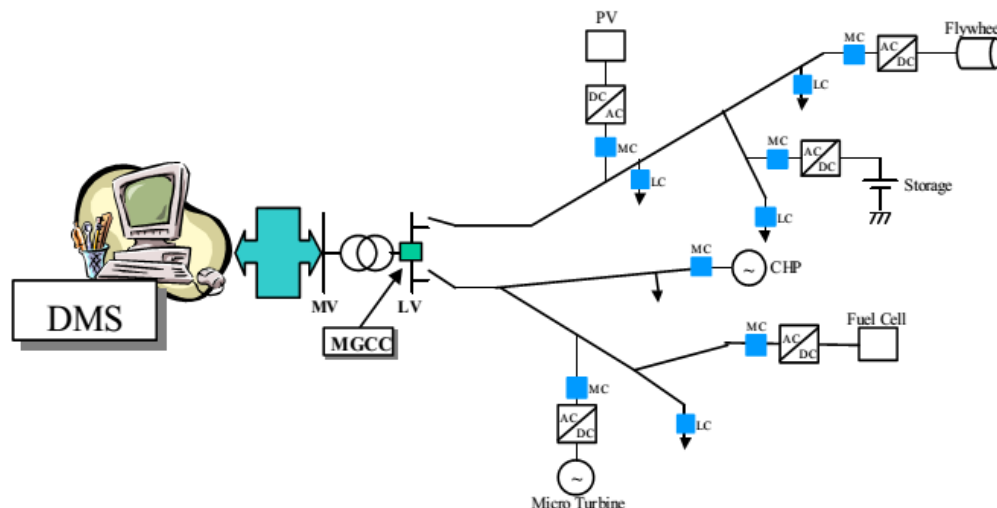 PV
Flywheel
MC
AC
DC
LC
DC
AC
MC
LC
MC
AC
DC
Storage
LC
DMS
MV
LV
MGCC
MC
~
CHP
MC
AC
DC
Fuel Cell
MC
AC
DC
LC
~
Micro Turbine